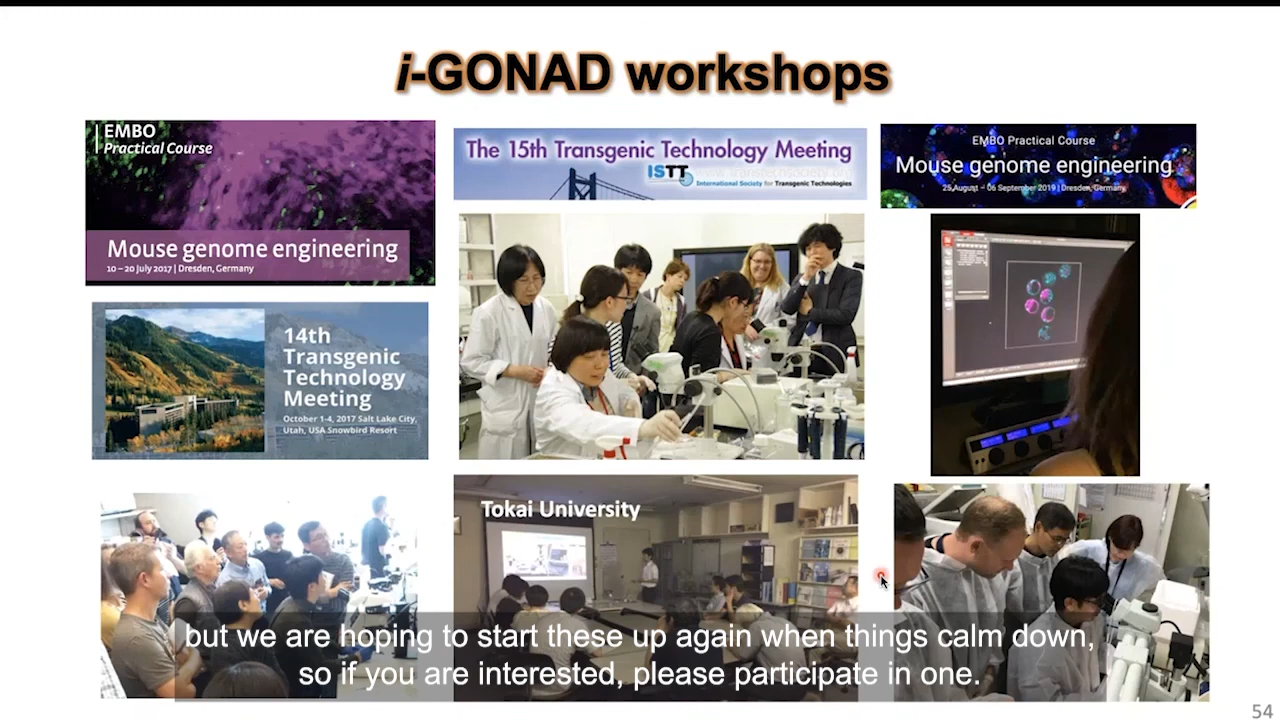 i-GONAD workshops
EMBO
Practical Course
Mouse genome engineering
10 – 20 July 2017 | Dresden, Germany
The 15th Transgenic Technology Meeting
ISTT
International Society for Transgenic Technologies
EMBO Practical Course
Mouse genome engineering
25 August – 06 September 2019 | Dresden, Germany
14th
Transgenic
Technology
Meeting
October 1-4, 2017 Salt Lake City,
Utah, USA Snowbird Resort
Tokai University
but we are hoping to start these up again when things calm down,
so if you are interested, please participate in one.
54